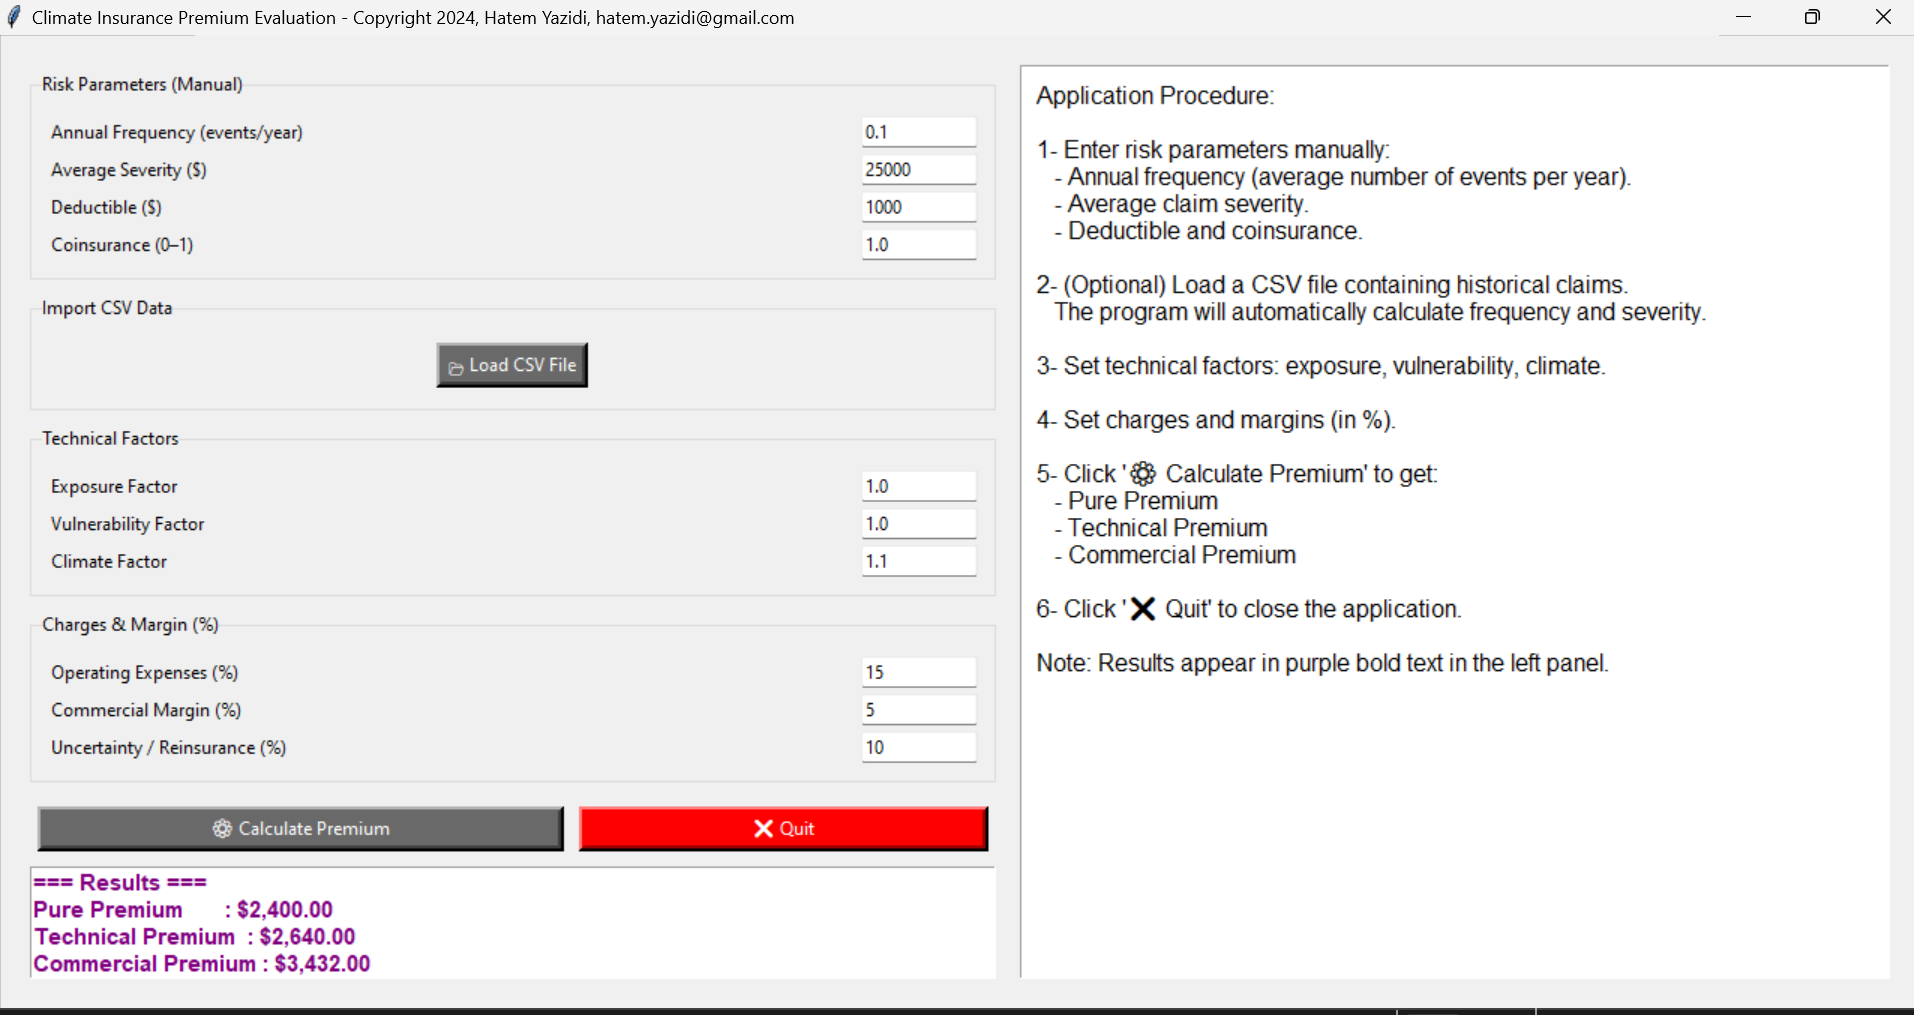 Climate Insurance Premium Evaluation - Copyright 2024, Hatem Yazidi, hatem.yazidi@gmail.com
Risk Parameters (Manual)
Annual Frequency (events/year) 0.1
Average Severity ($) 25000
Deductible ($) 1000
Coinsurance (0–1) 1.0
Import CSV Data
Load CSV File
Technical Factors
Exposure Factor 1.0
Vulnerability Factor 1.0
Climate Factor 1.1
Charges & Margin (%)
Operating Expenses (%) 15
Commercial Margin (%) 5
Uncertainty / Reinsurance (%) 10
Calculate Premium
Quit
=== Results ===
Pure Premium : $2,400.00
Technical Premium : $2,640.00
Commercial Premium : $3,432.00
Application Procedure:
1- Enter risk parameters manually:
- Annual frequency (average number of events per year).
- Average claim severity.
- Deductible and coinsurance.
2- (Optional) Load a CSV file containing historical claims.
The program will automatically calculate frequency and severity.
3- Set technical factors: exposure, vulnerability, climate.
4- Set charges and margins (in %).
5- Click '⚙ Calculate Premium' to get:
- Pure Premium
- Technical Premium
- Commercial Premium
6- Click '❌ Quit' to close the application.
Note: Results appear in purple bold text in the left panel.